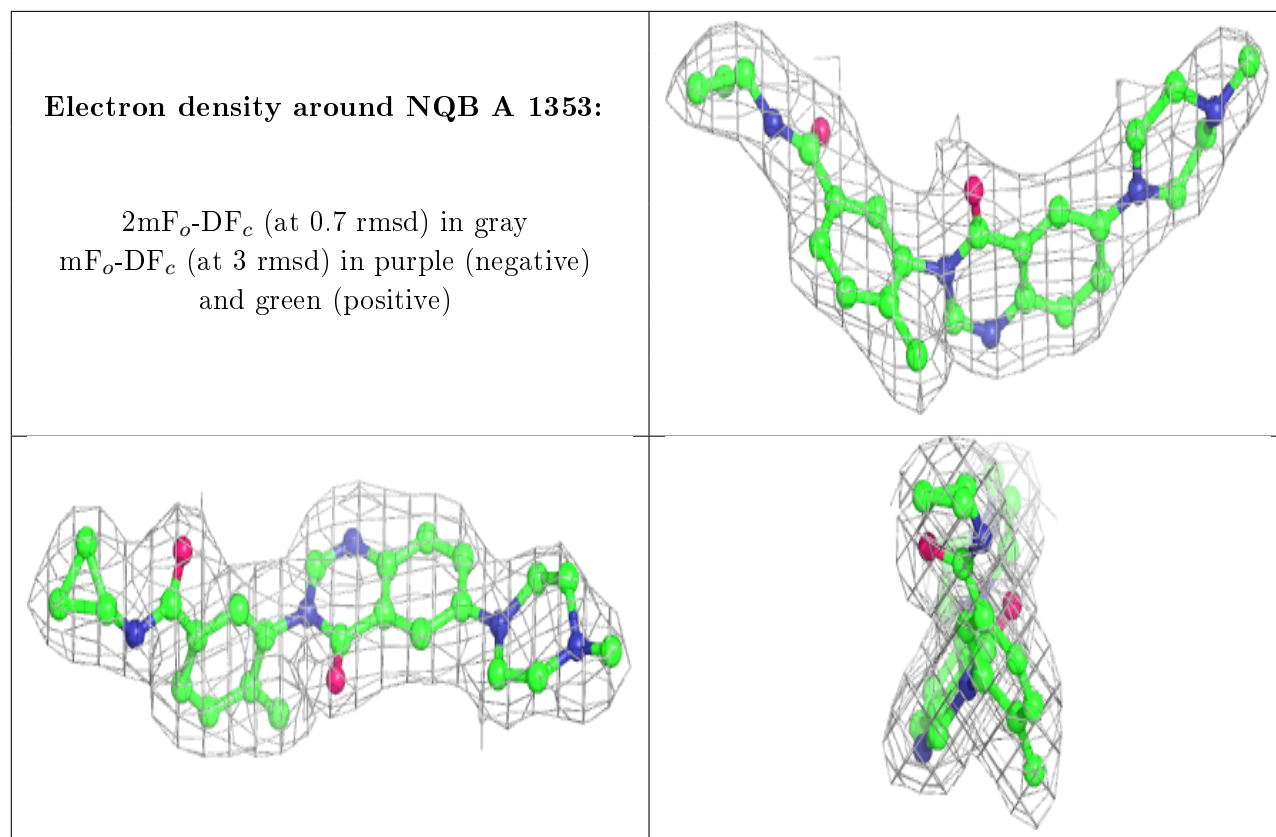 Electron density around NQB A 1353:
2mFₒ-DF𝒸 (at 0.7 rmsd) in gray
mFₒ-DF𝒸 (at 3 rmsd) in purple (negative)
and green (positive)